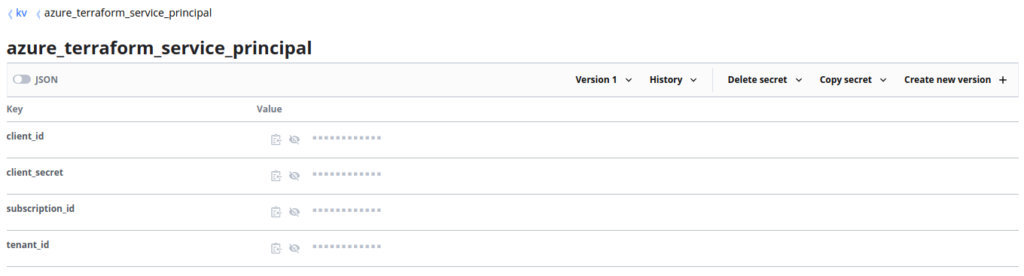 kv azure_terraform_service_principal
azure_terraform_service_principal
JSON Version 1 History Delete secret Copy secret Create new version +
Key Value
client_id
client_secret
subscription_id
tenant_id